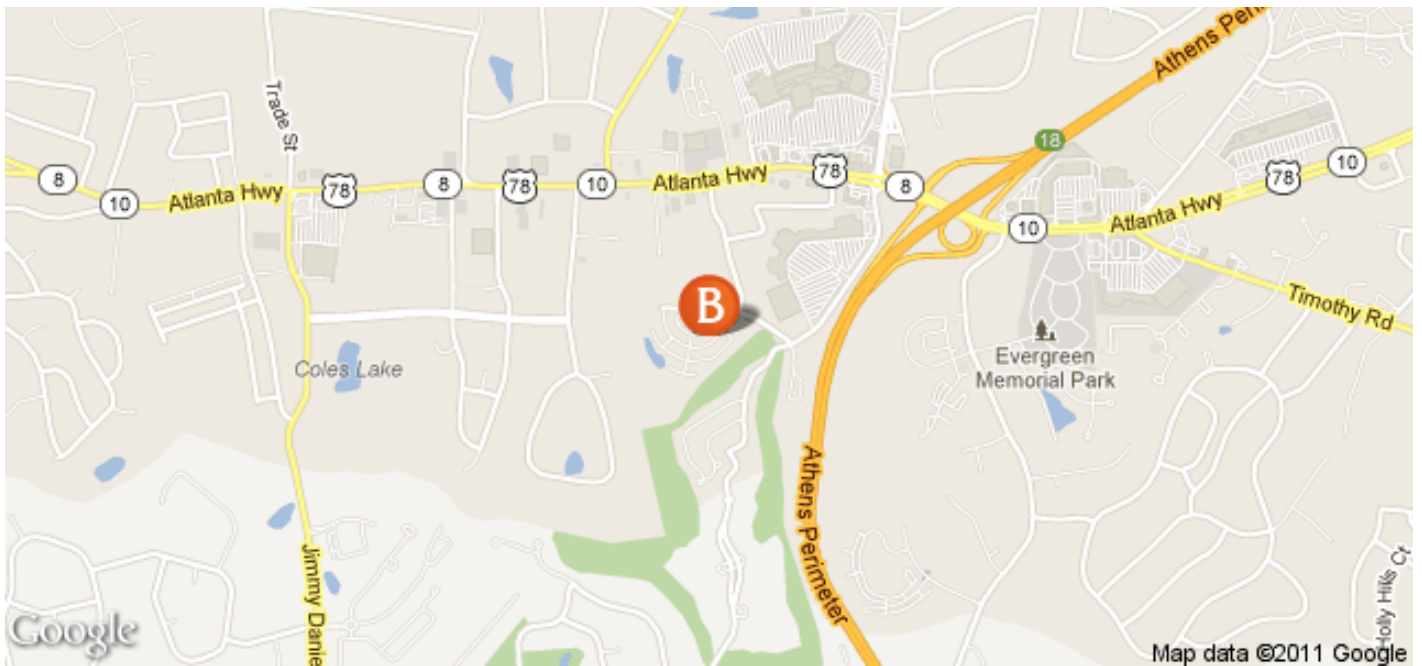 Athens Peri
Trade St
18
8
10
Atlanta Hwy
78
8
78
10
Atlanta Hwy
78
8
10
Atlanta Hwy
78
10
Timothy Rd
B
Evergreen
Memorial Park
Coles Lake
Athens Perimeter
Jimmy Danie
Holly Hills Ct
Google
Map data ©2011 Google